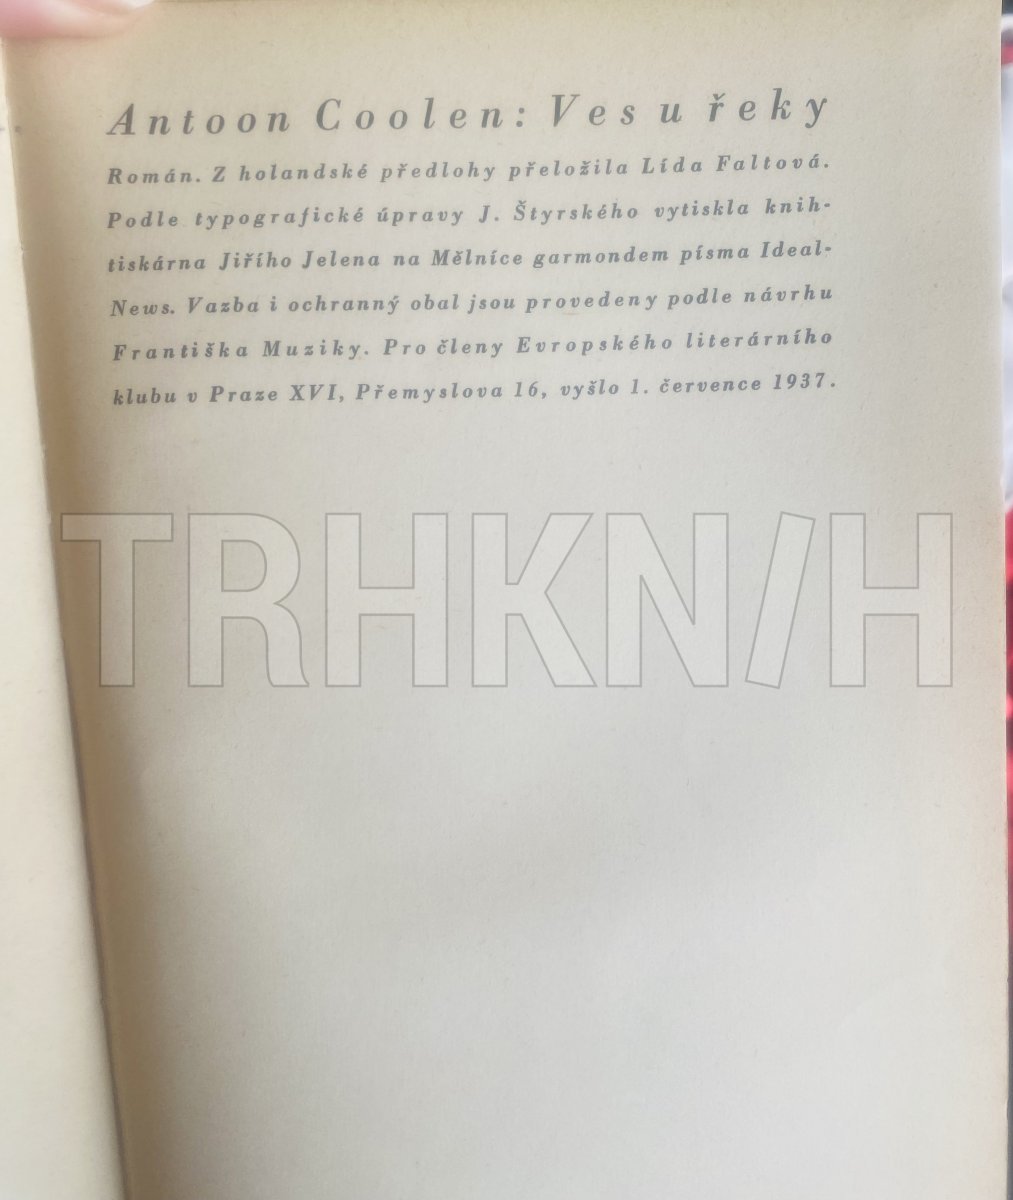 Antoon Coolen: Ves u řeky
Román. Z holandské předlohy přeložila Lída Faltová.
Podle typografické úpravy J. Štyrského vytiskla knih-
tiskárna Jiřího Jelena na Mělníce garmondem písma Ideal-
News. Vazba i ochranný obal jsou provedeny podle návrhu
Františka Muziky. Pro členy Evropského literárního
klubu v Praze XVI, Přemyslova 16, vyšlo 1. července 1937.
TRHKNIH